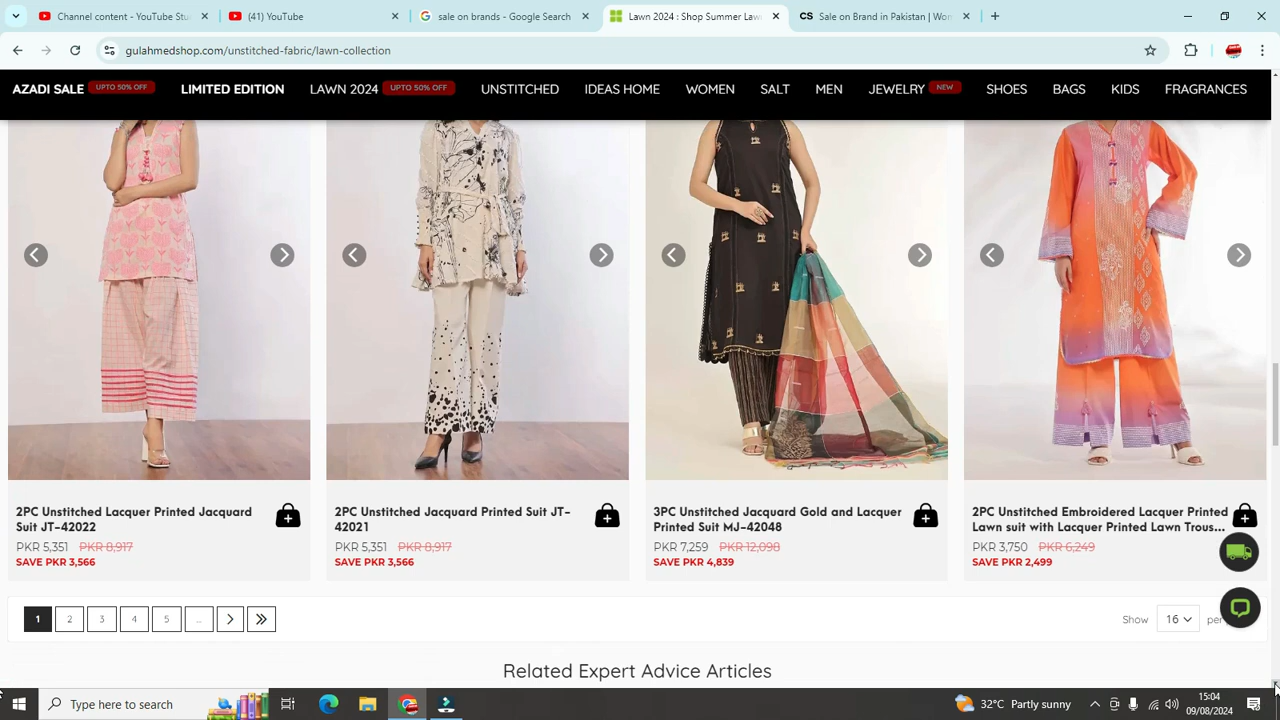 Channel content - YouTube Stu
(41) YouTube
sale on brands - Google Search
Lawn 2024 : Shop Summer Law
CS Sale on Brand in Pakistan | Wor
gulahmedshop.com/unstitched-fabric/lawn-collection
AZADI SALE UPTO 50% OFF LIMITED EDITION LAWN 2024 UPTO 50% OFF UNSTITCHED IDEAS HOME WOMEN SALT MEN JEWELRY NEW SHOES BAGS KIDS FRAGRANCES
2PC Unstitched Lacquer Printed Jacquard
Suit JT-42022
PKR 5,351 PKR 8,917
SAVE PKR 3,566
2PC Unstitched Jacquard Printed Suit JT-
42021
PKR 5,351 PKR 8,917
SAVE PKR 3,566
3PC Unstitched Jacquard Gold and Lacquer
Printed Suit MJ-42048
PKR 7,259 PKR 12,098
SAVE PKR 4,839
2PC Unstitched Embroidered Lacquer Printed
Lawn suit with Lacquer Printed Lawn Trous...
PKR 3,750 PKR 6,249
SAVE PKR 2,499
1 2 3 4 5 ...
Show 16 per
Related Expert Advice Articles
Type here to search
32°C Partly sunny
15:04
09/08/2024